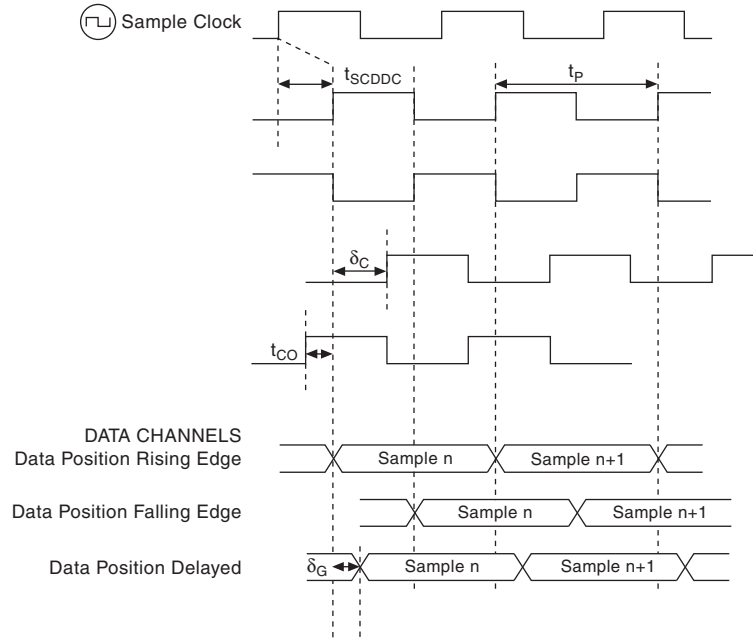 Sample Clock
tSCDDC
tP
δC
tCO
DATA CHANNELS
Data Position Rising Edge
Sample n
Sample n+1
Data Position Falling Edge
Sample n
Sample n+1
Data Position Delayed
δG
Sample n
Sample n+1